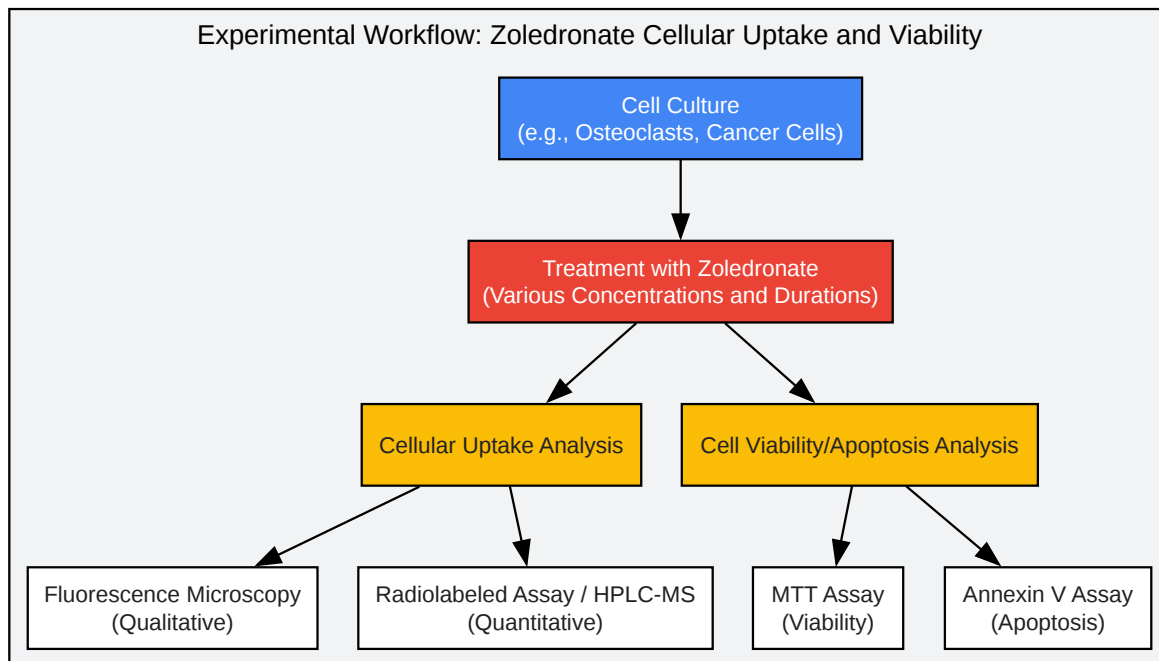 Experimental Workflow: Zoledronate Cellular Uptake and Viability
Cell Culture
(e.g., Osteoclasts, Cancer Cells)
Treatment with Zoledronate
(Various Concentrations and Durations)
Cellular Uptake Analysis
Cell Viability/Apoptosis Analysis
Fluorescence Microscopy
(Qualitative)
Radiolabeled Assay / HPLC-MS
(Quantitative)
MTT Assay
(Viability)
Annexin V Assay
(Apoptosis)